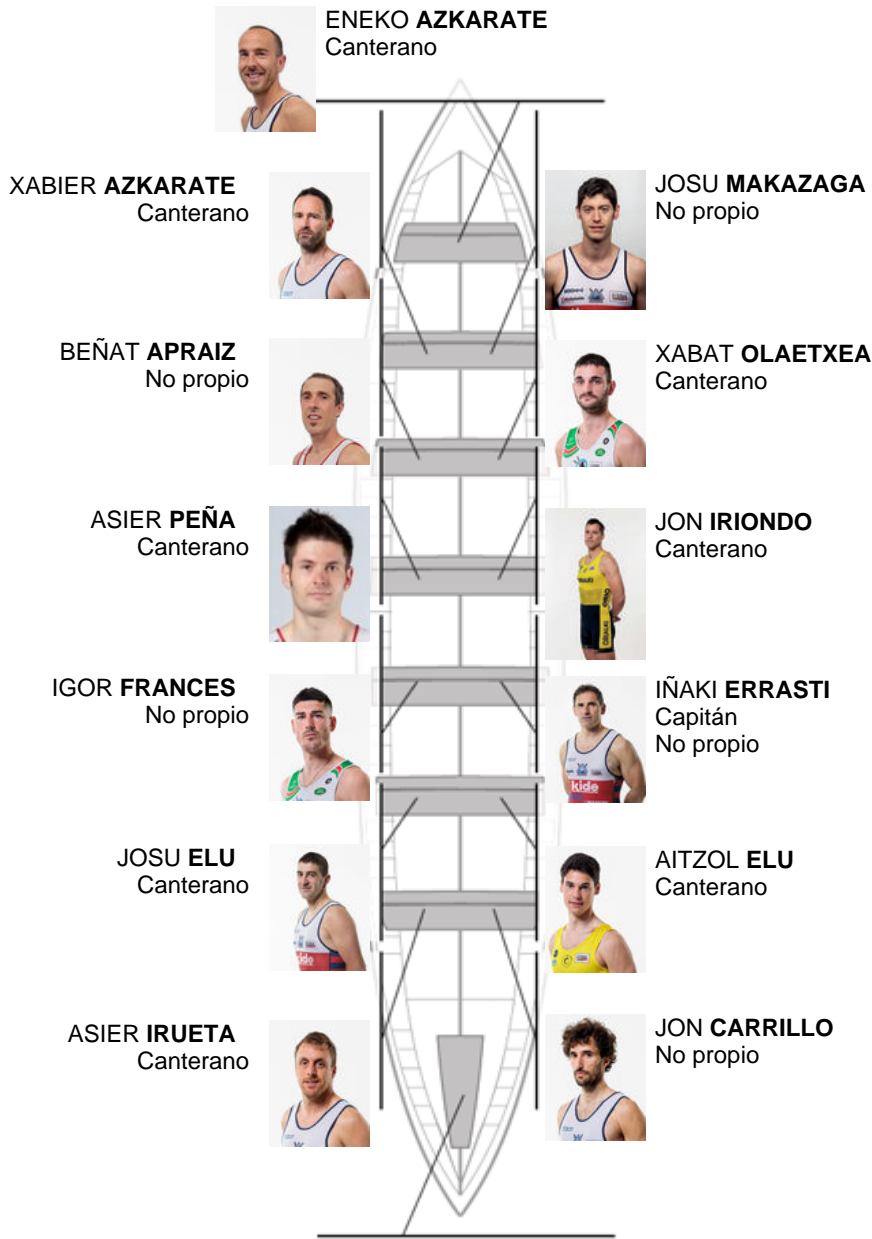 ENEKO AZKARATE
Canterano
XABIER AZKARATE
Canterano
JOSU MAKAZAGA
No propio
BEÑAT APRAIZ
No propio
XABAT OLAETXEA
Canterano
ASIER PEÑA
Canterano
JON IRIONDO
Canterano
IGOR FRANCES
No propio
IÑAKI ERRASTI
Capitán
No propio
kide
JOSU ELU
Canterano
kide
AITZOL ELU
Canterano
ASIER IRUETA
Canterano
JON CARRILLO
No propio